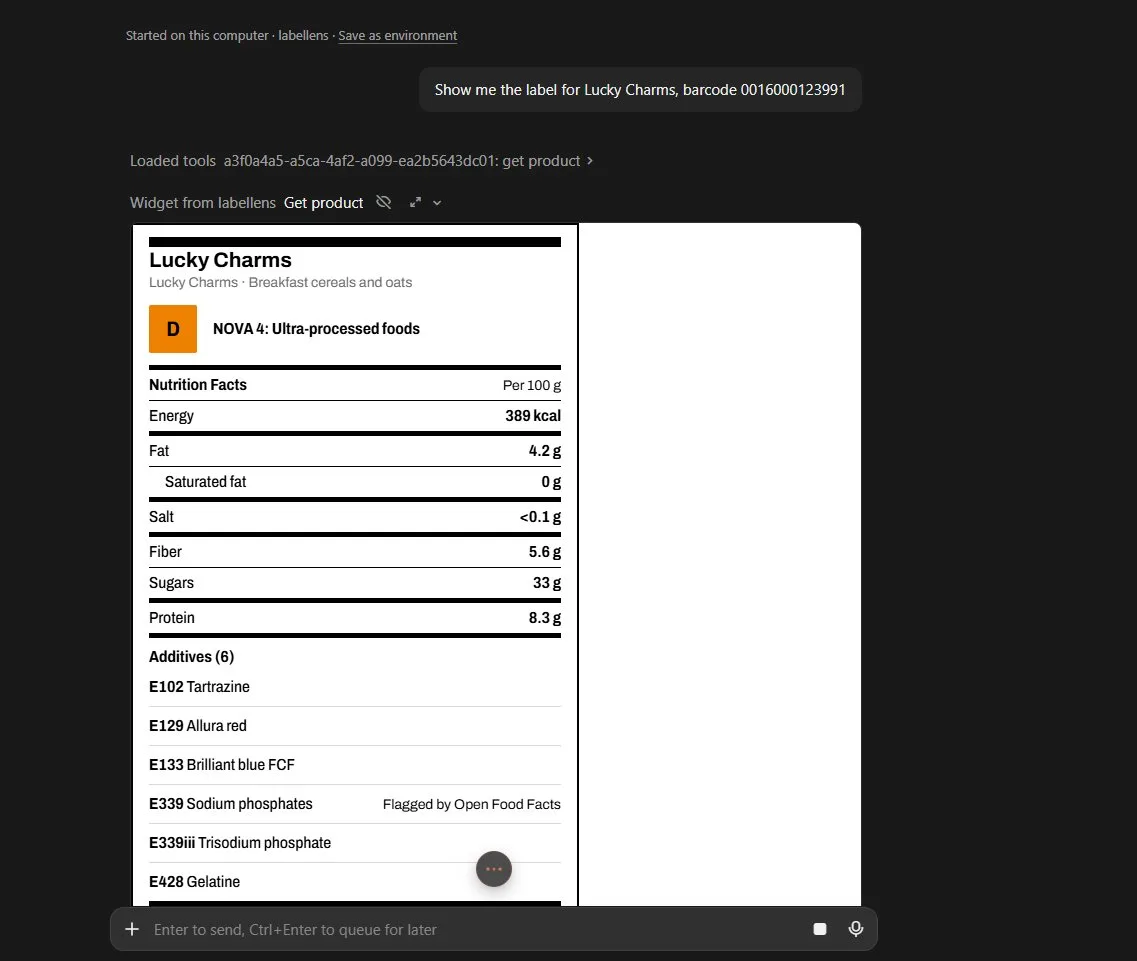 Started on this computer · labellens · Save as environment
Show me the label for Lucky Charms, barcode 0016000123991
Loaded tools a3f0a4a5-a5ca-4af2-a099-ea2b5643dc01: get product
Widget from labellens Get product
Lucky Charms
Lucky Charms · Breakfast cereals and oats
D NOVA 4: Ultra-processed foods
Nutrition Facts Per 100 g
Energy 389 kcal
Fat 4.2 g
Saturated fat 0 g
Salt <0.1 g
Fiber 5.6 g
Sugars 33 g
Protein 8.3 g
Additives (6)
E102 Tartrazine
E129 Allura red
E133 Brilliant blue FCF
E339 Sodium phosphates Flagged by Open Food Facts
E339iii Trisodium phosphate
E428 Gelatine
Enter to send, Ctrl+Enter to queue for later